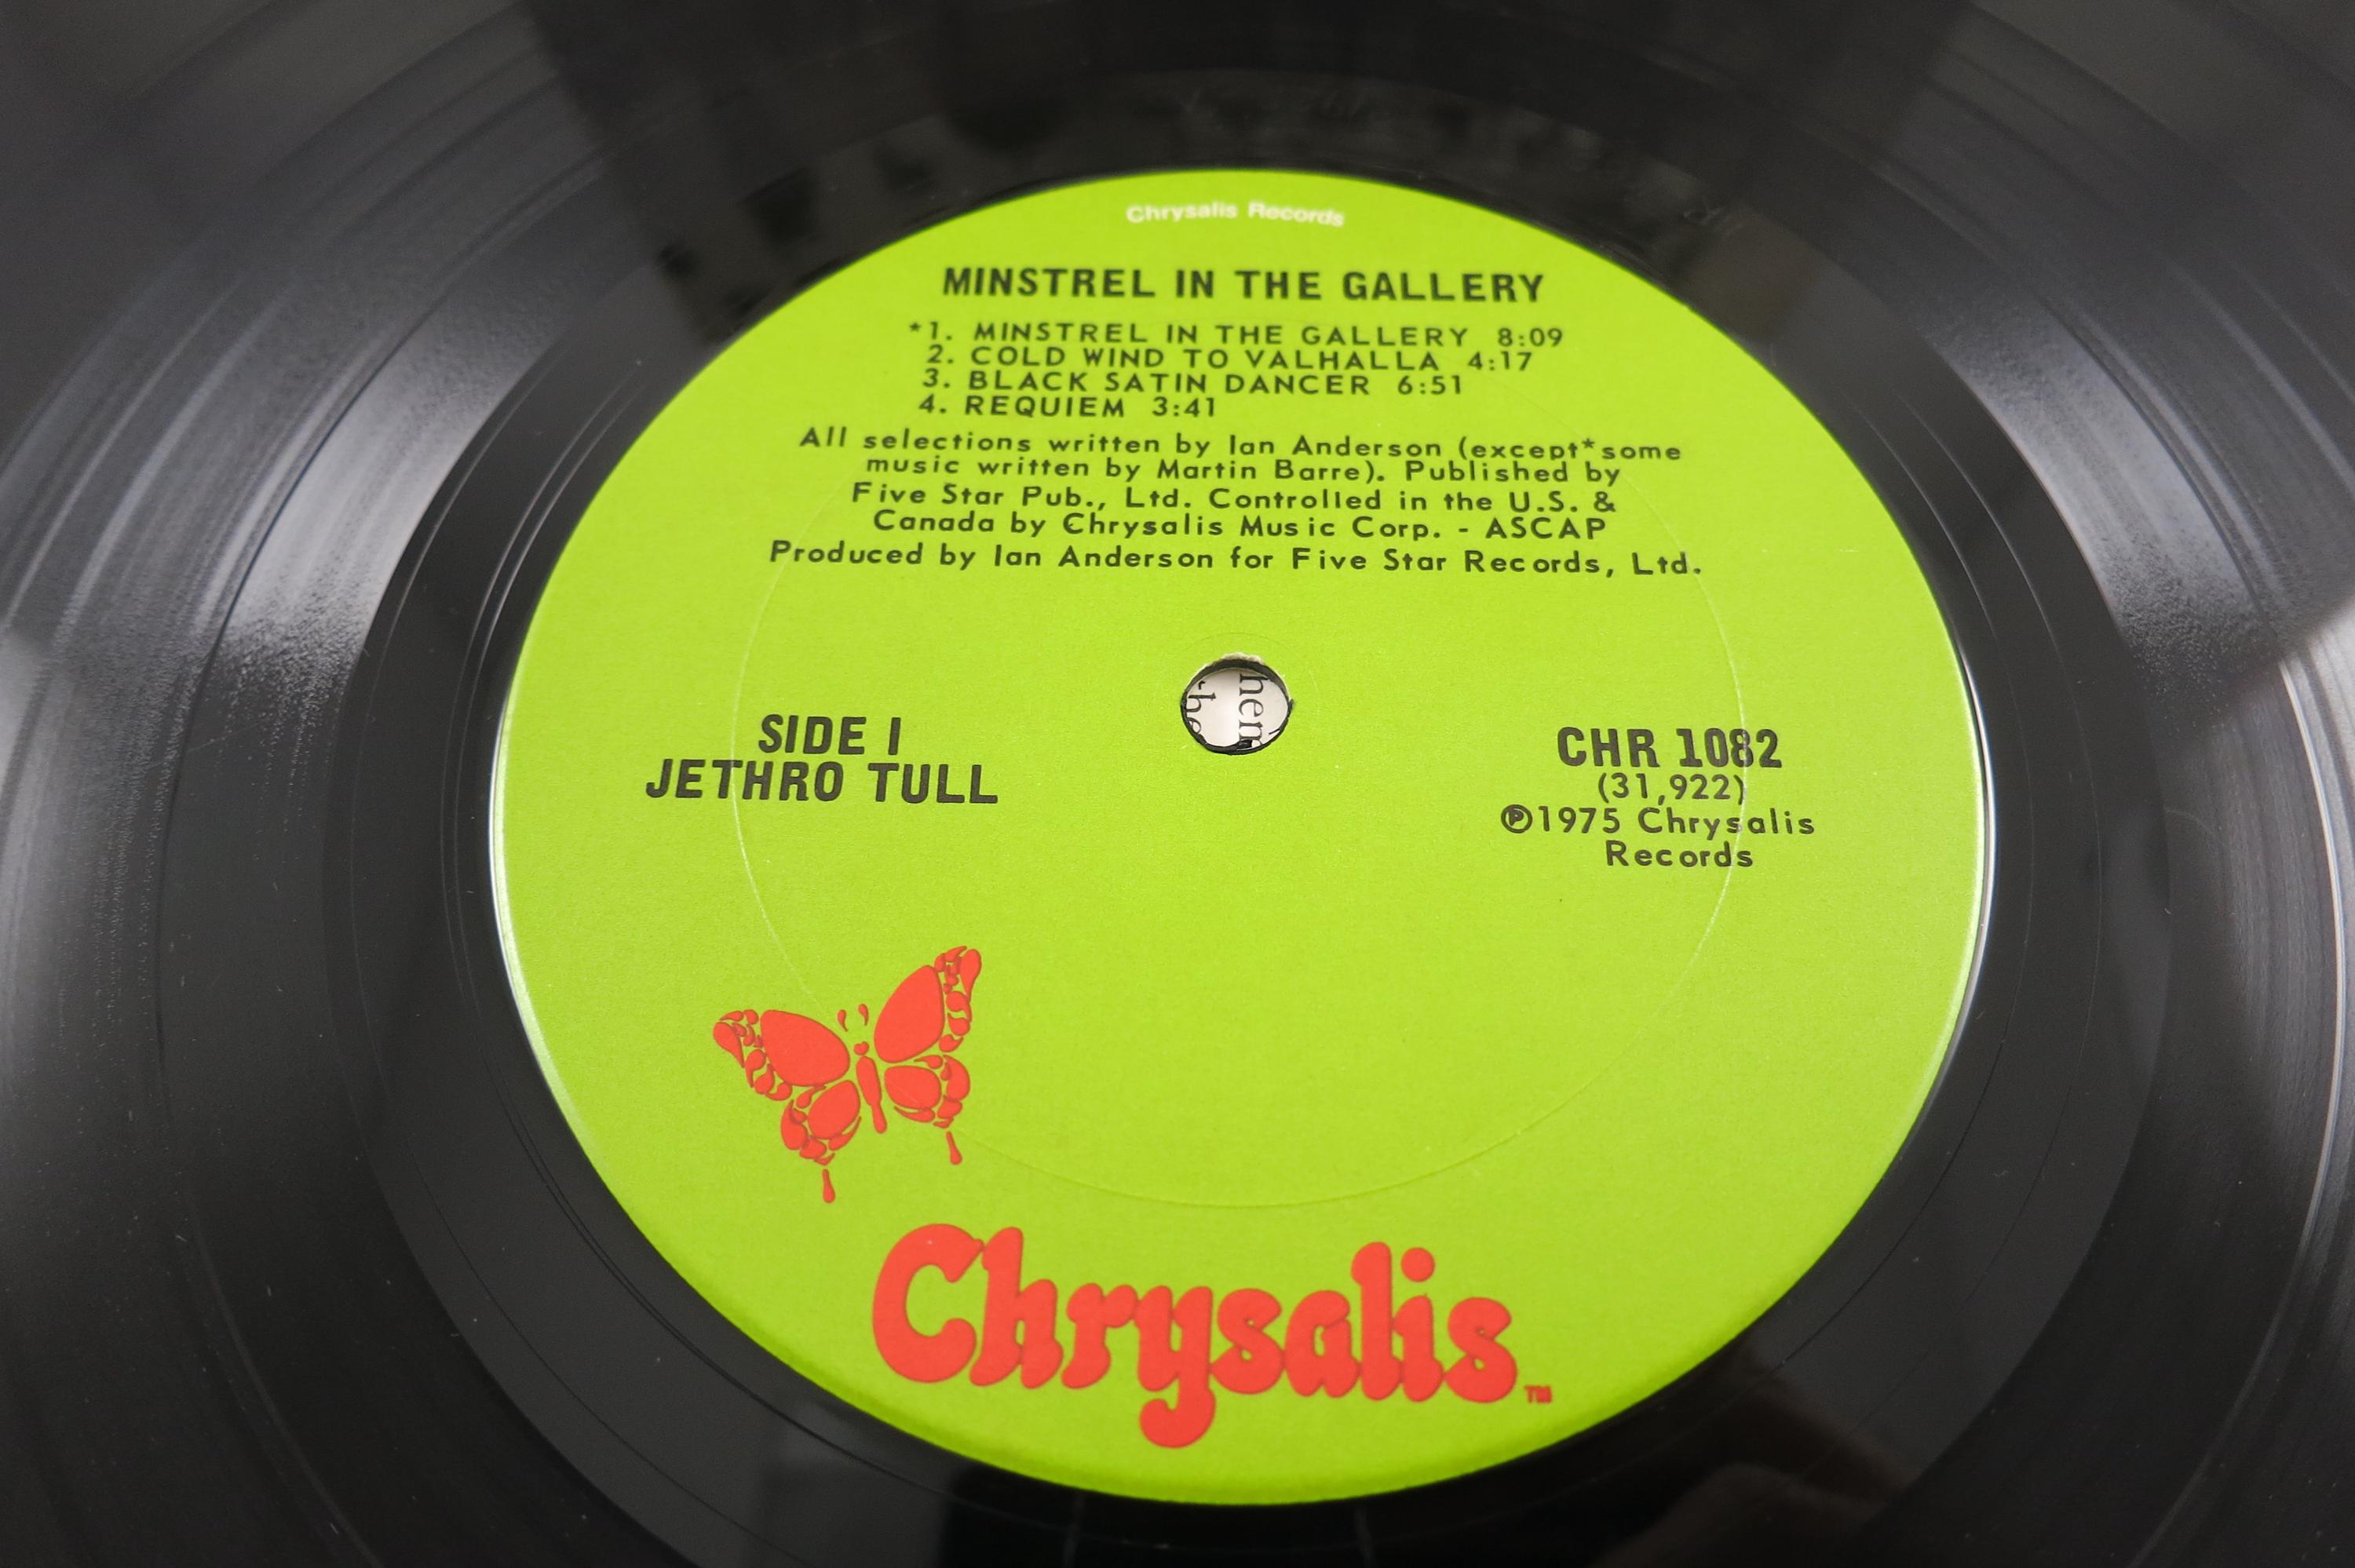 Chrysalis Records
MINSTREL IN THE GALLERY
*1. MINSTREL IN THE GALLERY 8:09
2. COLD WIND TO VALHALLA 4:17
3. BLACK SATIN DANCER 6:51
4. REQUIEM 3:41
All selections written by Ian Anderson (except*some
music written by Martin Barre). Published by
Five Star Pub., Ltd. Controlled in the U.S. &
Canada by Chrysalis Music Corp. - ASCAP
Produced by Ian Anderson for Five Star Records, Ltd.
SIDE I
JETHRO TULL
CHR 1082
(31,922)
℗1975 Chrysalis
Records
Chrysalis™